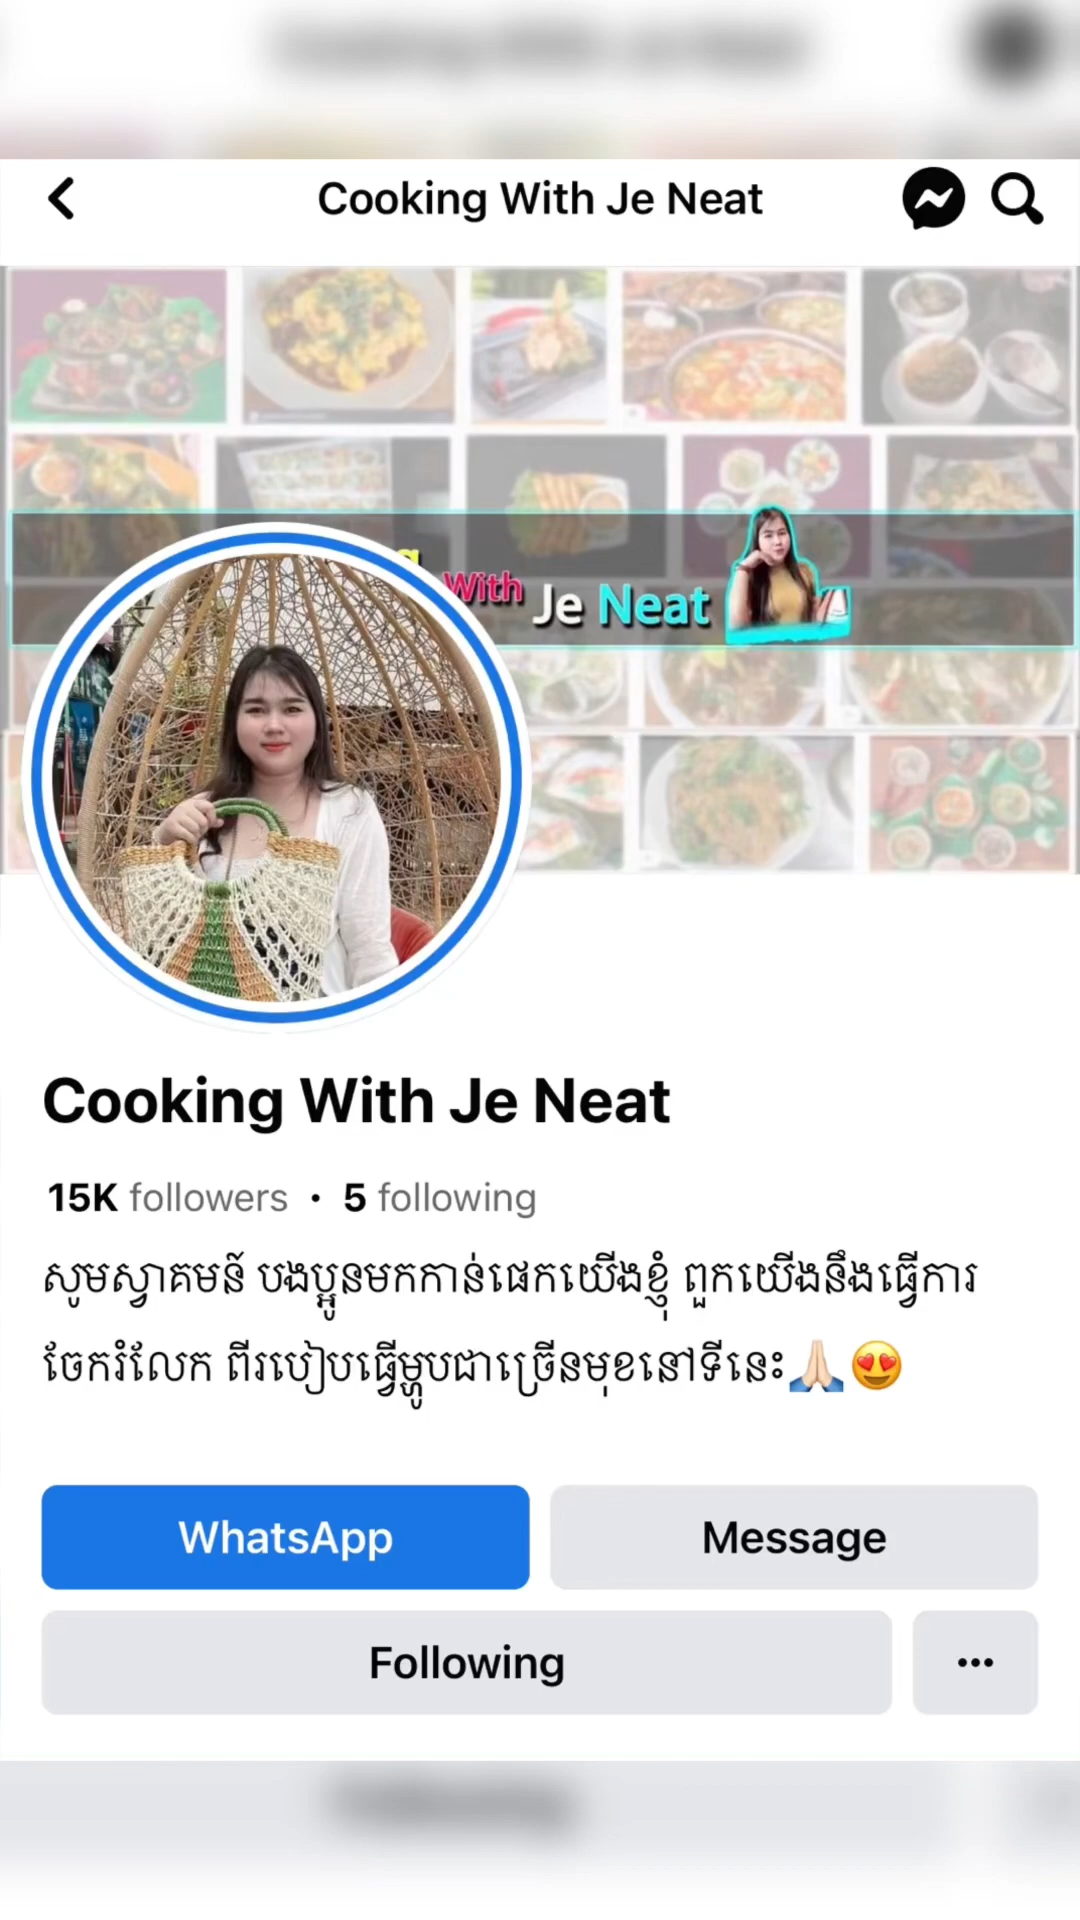 Cooking With Je Neat
With Je Neat
Cooking With Je Neat
15K followers · 5 following
សូមស្វាគមន៍ បងប្អូនមកកាន់ផេកយើងខ្ញុំ ពួកយើងនឹងធ្វើការ
ចែករំលែក ពីរបៀបធ្វើម្ហូបជាច្រើនមុខនៅទីនេះ🙏🏻😍
WhatsApp
Message
Following